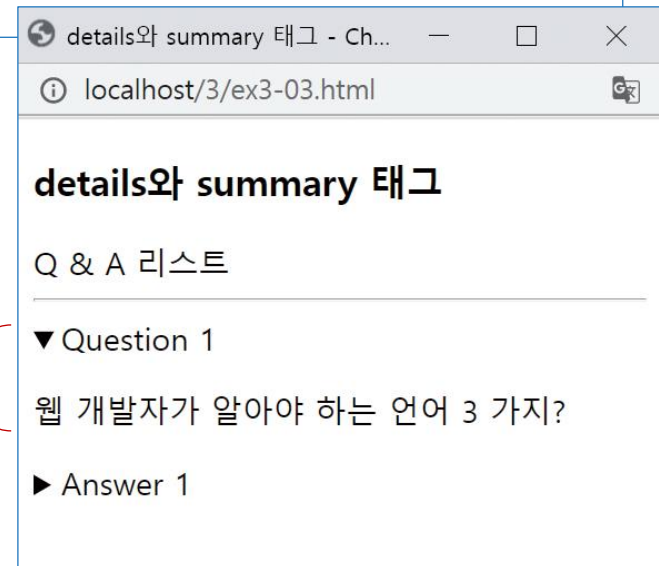 details와 summary 태그 - Ch...
localhost/3/ex3-03.html
details와 summary 태그
Q & A 리스트
▼ Question 1
웹 개발자가 알아야 하는 언어 3 가지?
▶ Answer 1